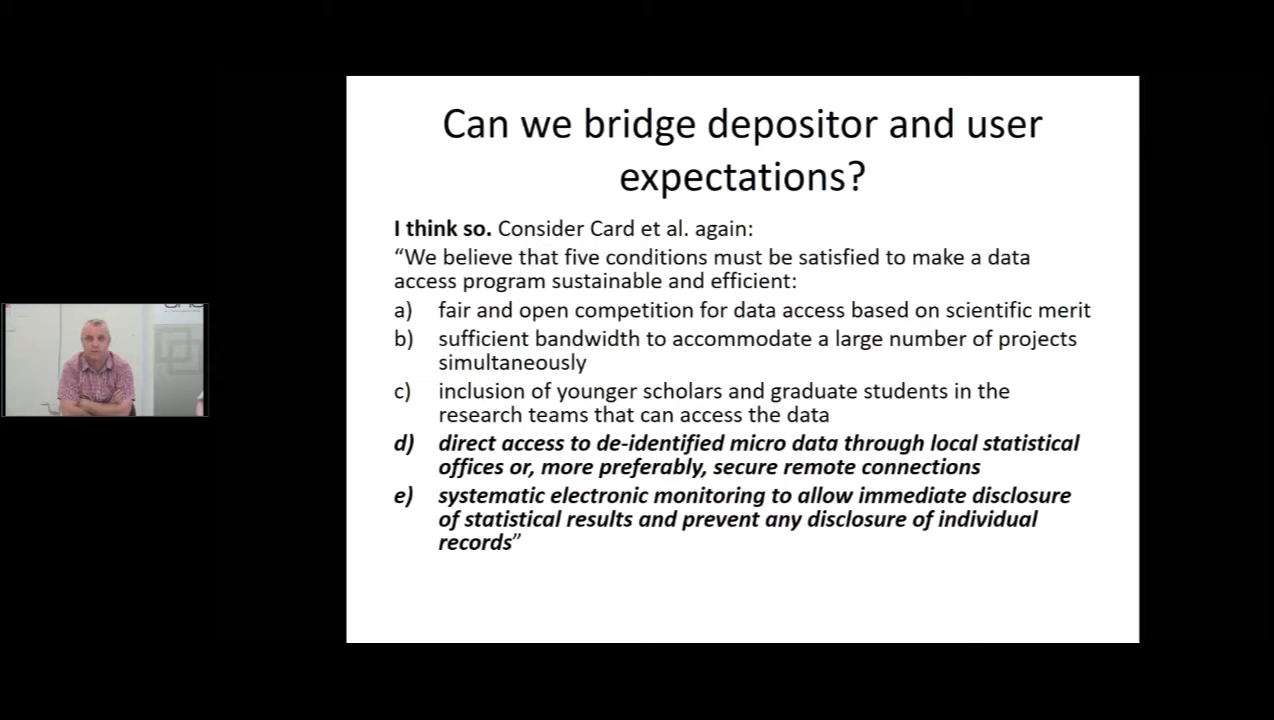 Can we bridge depositor and user
expectations?
I think so. Consider Card et al. again:
“We believe that five conditions must be satisfied to make a data
access program sustainable and efficient:
a) fair and open competition for data access based on scientific merit
b) sufficient bandwidth to accommodate a large number of projects
simultaneously
c) inclusion of younger scholars and graduate students in the
research teams that can access the data
d) direct access to de-identified micro data through local statistical
offices or, more preferably, secure remote connections
e) systematic electronic monitoring to allow immediate disclosure
of statistical results and prevent any disclosure of individual
records”